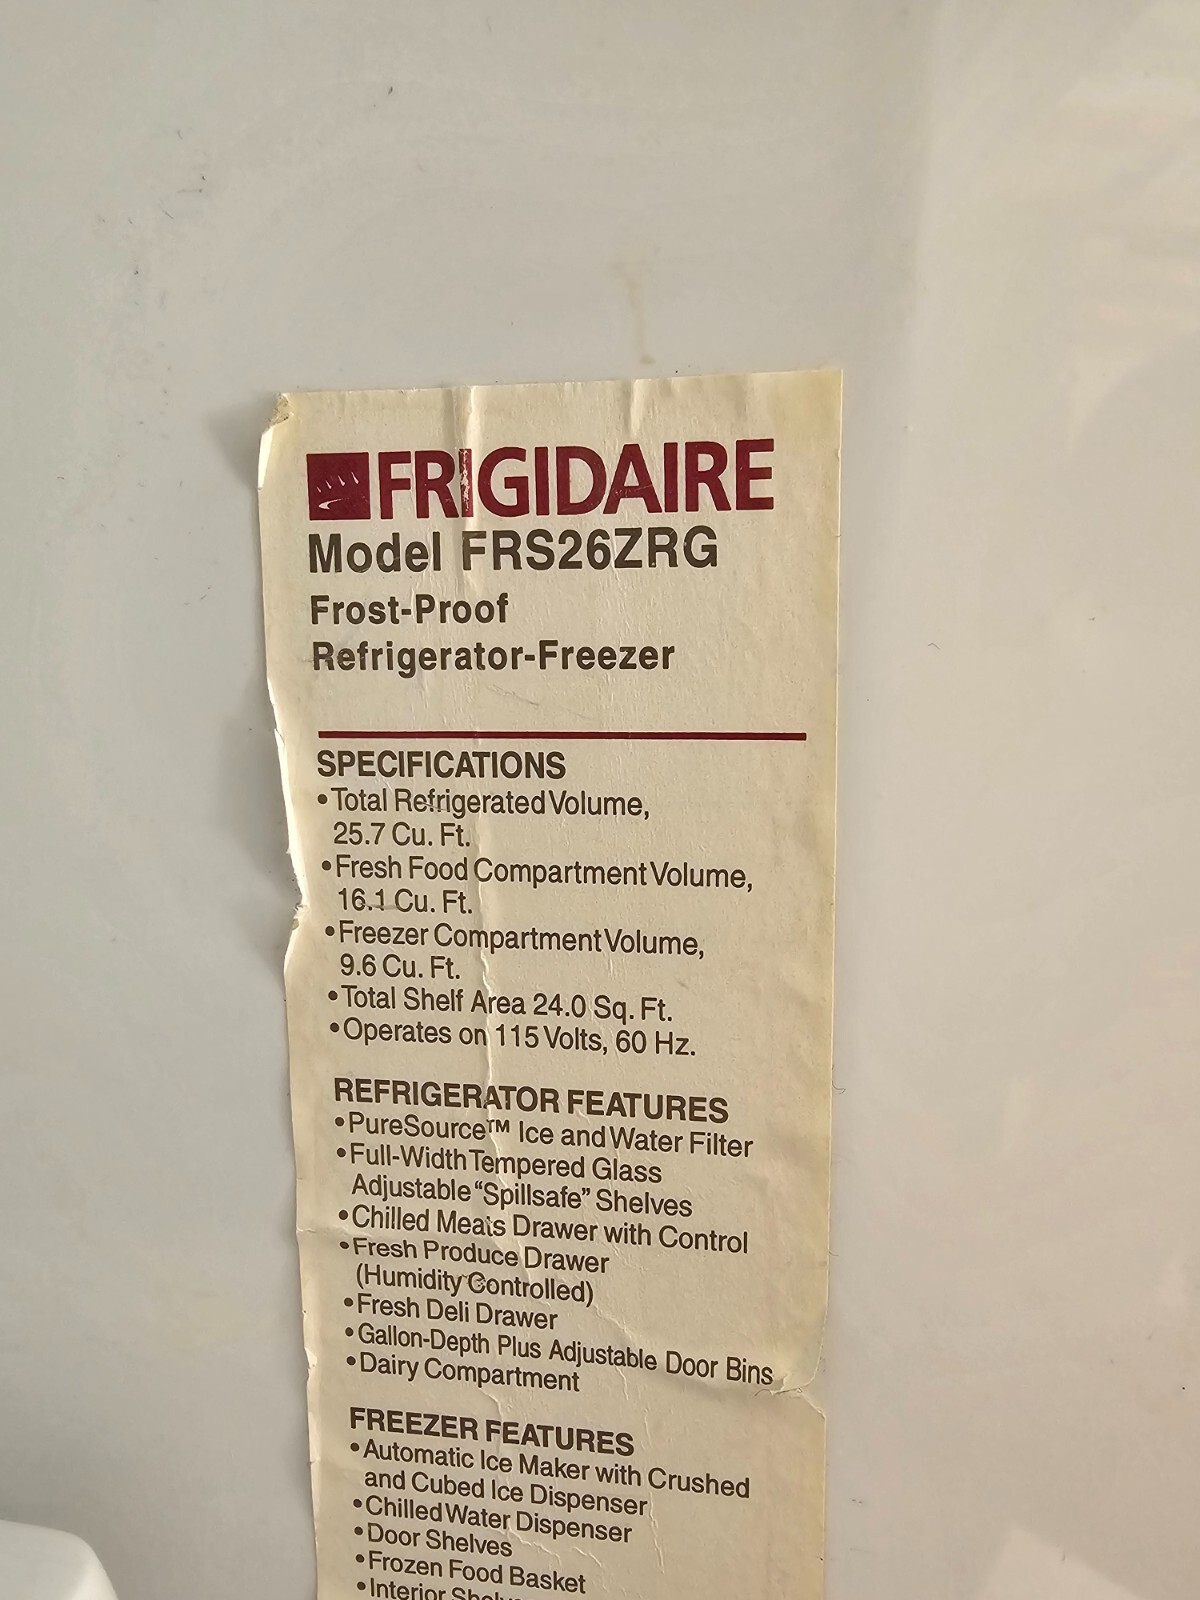 FRIGIDAIRE
Model FRS26ZRG
Frost-Proof
Refrigerator-Freezer
SPECIFICATIONS
•Total Refrigerated Volume,
25.7 Cu. Ft.
•Fresh Food Compartment Volume,
16.1 Cu. Ft.
•Freezer Compartment Volume,
9.6 Cu. Ft.
•Total Shelf Area 24.0 Sq. Ft.
•Operates on 115 Volts, 60 Hz.
REFRIGERATOR FEATURES
•PureSource™ Ice and Water Filter
•Full-Width Tempered Glass
Adjustable “Spillsafe” Shelves
•Chilled Meats Drawer with Control
•Fresh Produce Drawer
(Humidity Controlled)
•Fresh Deli Drawer
•Gallon-Depth Plus Adjustable Door Bins
•Dairy Compartment
FREEZER FEATURES
•Automatic Ice Maker with Crushed
and Cubed Ice Dispenser
•Chilled Water Dispenser
•Door Shelves
•Frozen Food Basket
•Interior